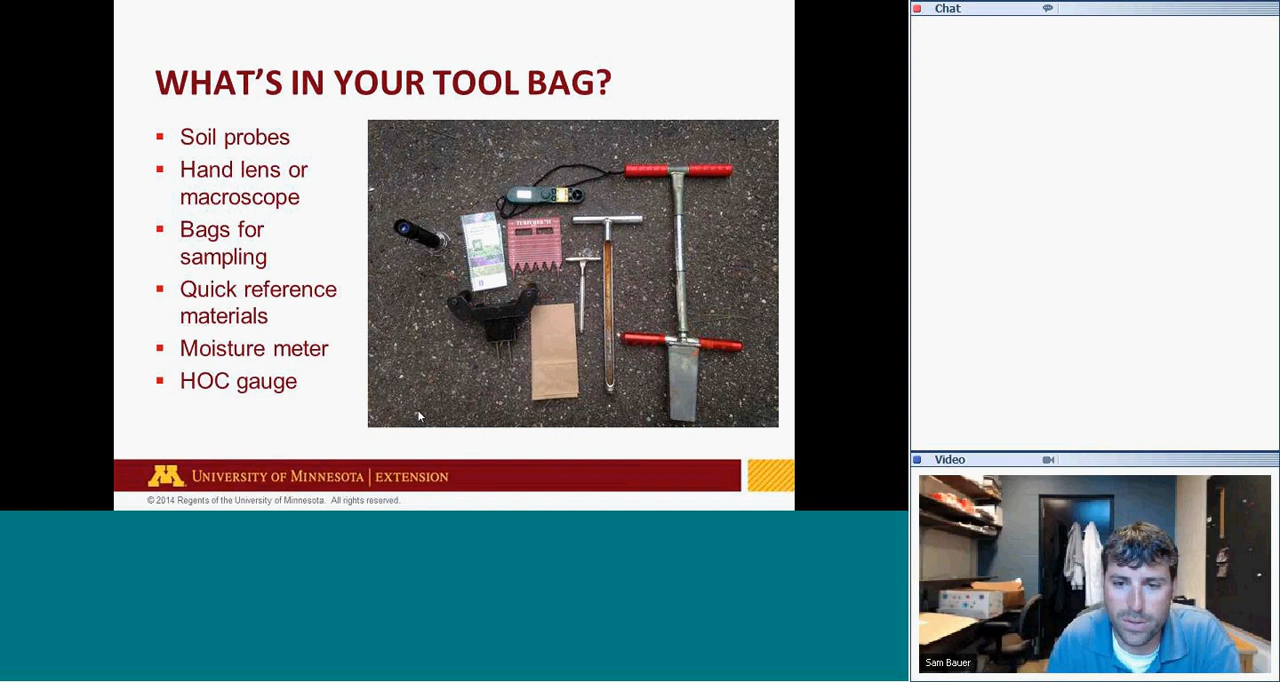 WHAT'S IN YOUR TOOL BAG?
▪ Soil probes
▪ Hand lens or
macroscope
▪ Bags for
sampling
▪ Quick reference
materials
▪ Moisture meter
▪ HOC gauge
M UNIVERSITY OF MINNESOTA | EXTENSION
© 2014 Regents of the University of Minnesota. All rights reserved.
Chat
Video
Sam Bauer